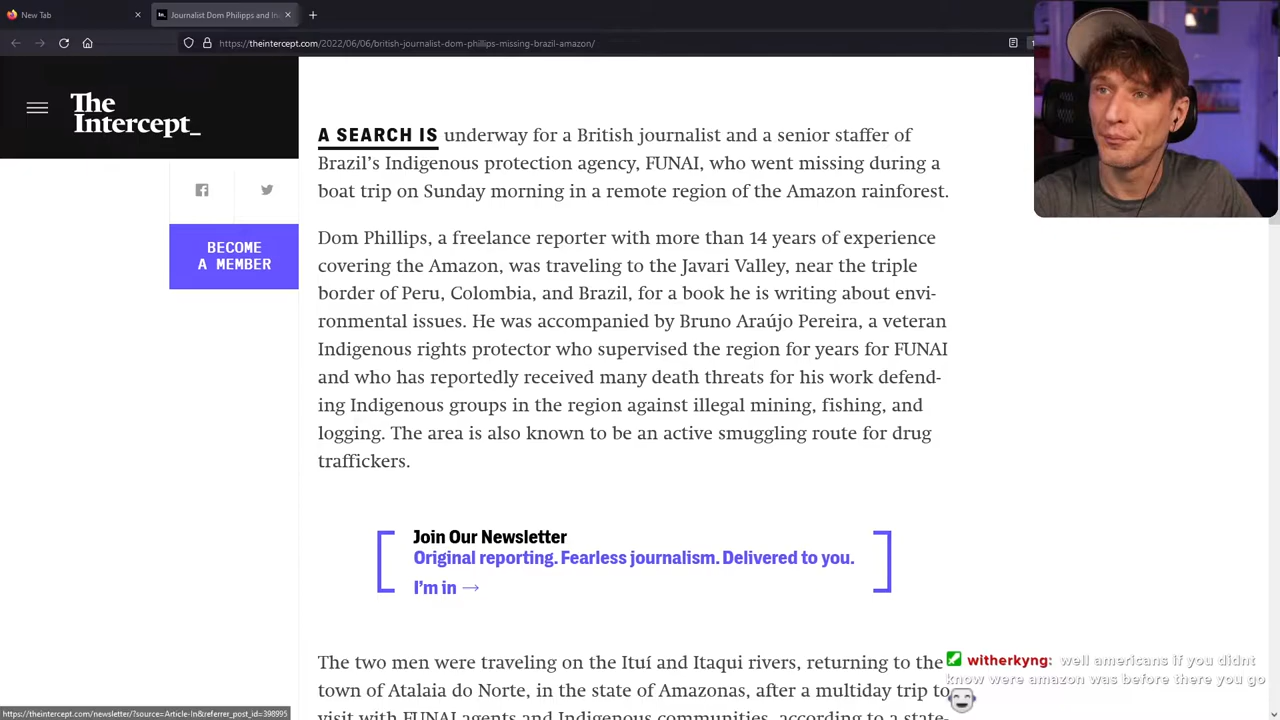 New Tab
Journalist Dom Philipps and In
https://theintercept.com/2022/06/06/british-journalist-dom-phillips-missing-brazil-amazon/
The
Intercept_
BECOME
A MEMBER
A SEARCH IS underway for a British journalist and a senior staffer of
Brazil’s Indigenous protection agency, FUNAI, who went missing during a
boat trip on Sunday morning in a remote region of the Amazon rainforest.
Dom Phillips, a freelance reporter with more than 14 years of experience
covering the Amazon, was traveling to the Javari Valley, near the triple
border of Peru, Colombia, and Brazil, for a book he is writing about envi-
ronmental issues. He was accompanied by Bruno Araújo Pereira, a veteran
Indigenous rights protector who supervised the region for years for FUNAI
and who has reportedly received many death threats for his work defend-
ing Indigenous groups in the region against illegal mining, fishing, and
logging. The area is also known to be an active smuggling route for drug
traffickers.
Join Our Newsletter
Original reporting. Fearless journalism. Delivered to you.
I’m in →
The two men were traveling on the Ituí and Itaqui rivers, returning to the
town of Atalaia do Norte, in the state of Amazonas, after a multiday trip to
visit with FUNAI agents and Indigenous communities, according to a state-
witherkyng: well americans if you didnt
know were amazon was before there you go
https://theintercept.com/newsletter/?source=Article-In&referrer_post_id=398995